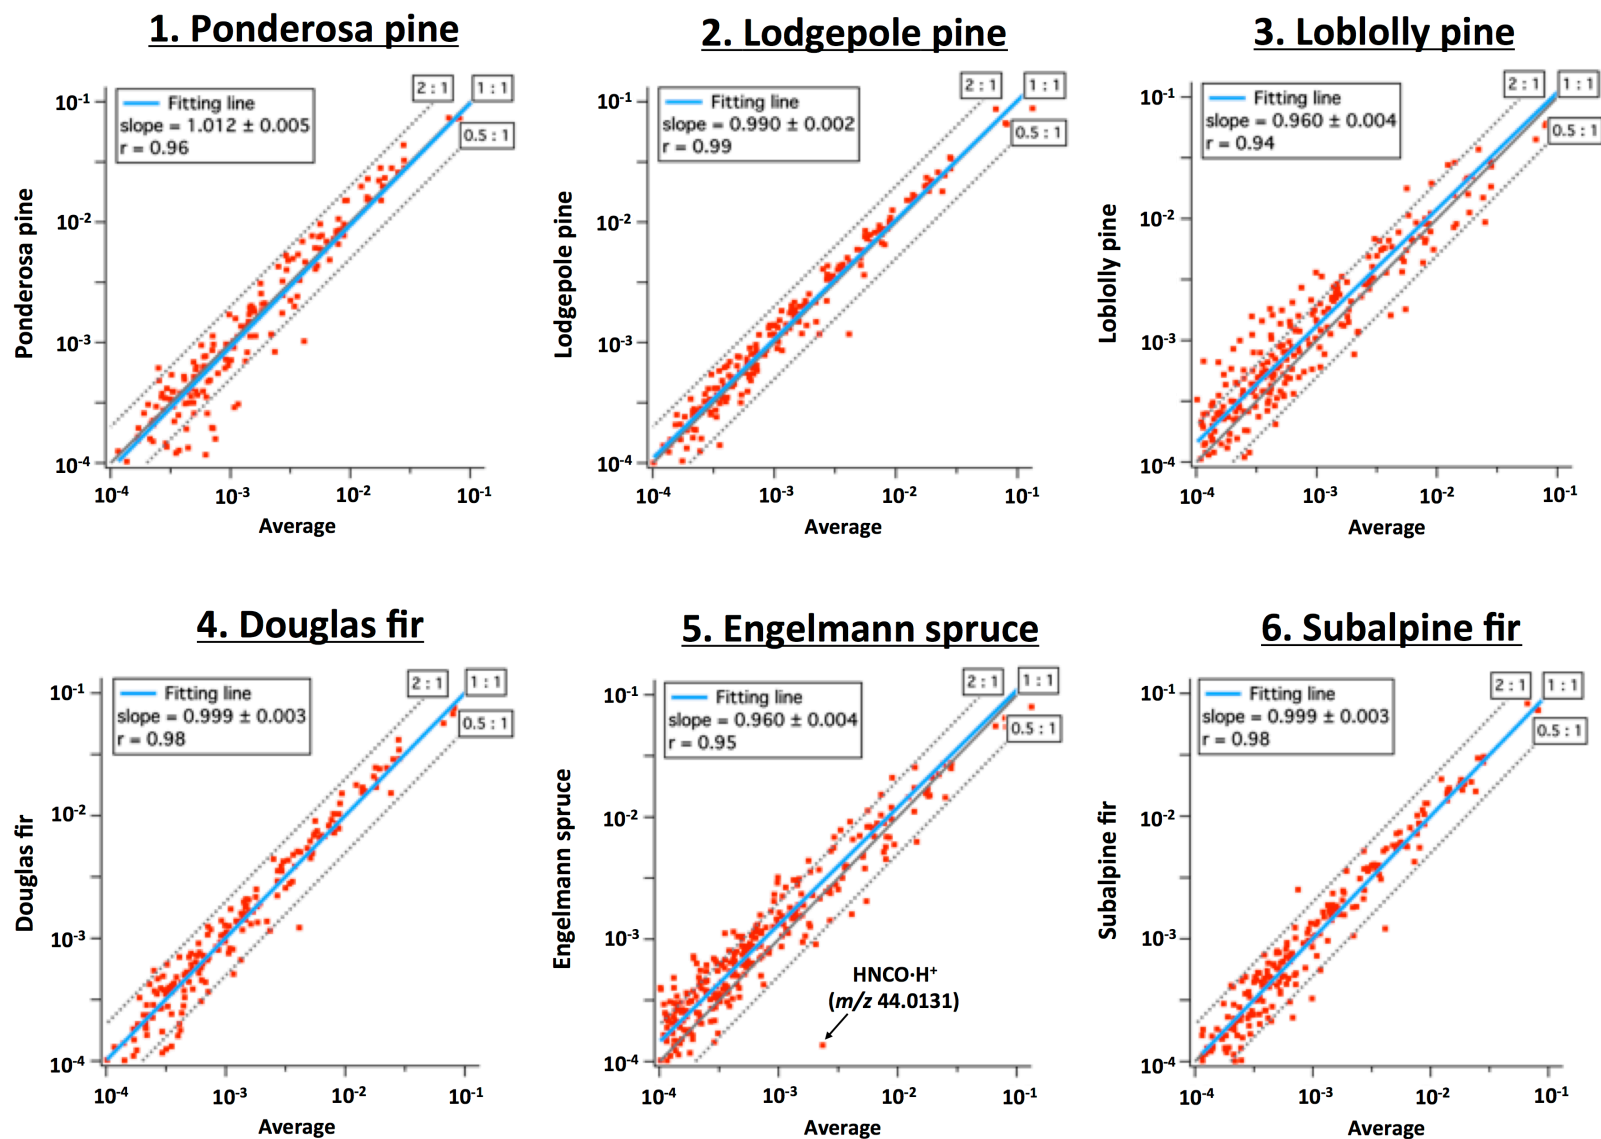 1. Ponderosa pine
2 : 1
1 : 1
Fitting line
slope = 1.012 ± 0.005
r = 0.96
0.5 : 1
10-1
10-2
10-3
10-4
Ponderosa pine
10-4
10-3
10-2
10-1
Average
2. Lodgepole pine
2 : 1
1 : 1
Fitting line
slope = 0.990 ± 0.002
r = 0.99
0.5 : 1
10-1
10-2
10-3
10-4
Lodgepole pine
10-4
10-3
10-2
10-1
Average
3. Loblolly pine
2 : 1
1 : 1
Fitting line
slope = 0.960 ± 0.004
r = 0.94
0.5 : 1
10-1
10-2
10-3
10-4
Loblolly pine
10-4
10-3
10-2
10-1
Average
4. Douglas fir
2 : 1
1 : 1
Fitting line
slope = 0.999 ± 0.003
r = 0.98
0.5 : 1
10-1
10-2
10-3
10-4
Douglas fir
10-4
10-3
10-2
10-1
Average
5. Engelmann spruce
2 : 1
1 : 1
Fitting line
slope = 0.960 ± 0.004
r = 0.95
0.5 : 1
10-1
10-2
10-3
10-4
Engelmann spruce
HNCO·H+
(m/z 44.0131)
10-4
10-3
10-2
10-1
Average
6. Subalpine fir
2 : 1
1 : 1
Fitting line
slope = 0.999 ± 0.003
r = 0.98
0.5 : 1
10-1
10-2
10-3
10-4
Subalpine fir
10-4
10-3
10-2
10-1
Average